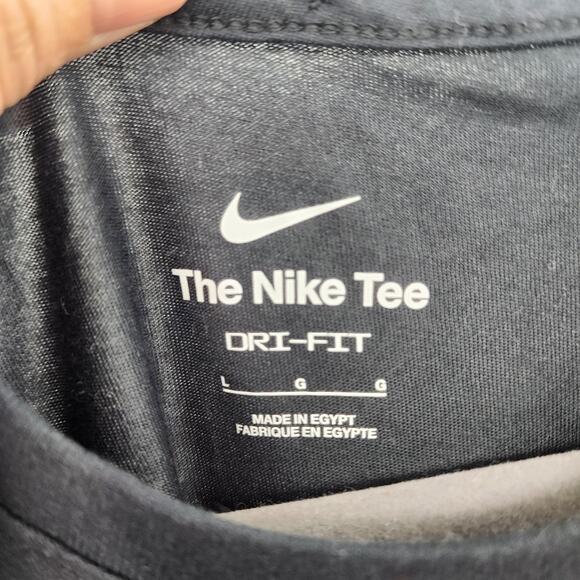 The Nike Tee
DRI-FIT
L G G
MADE IN EGYPT
FABRIQUE EN EGYPTE